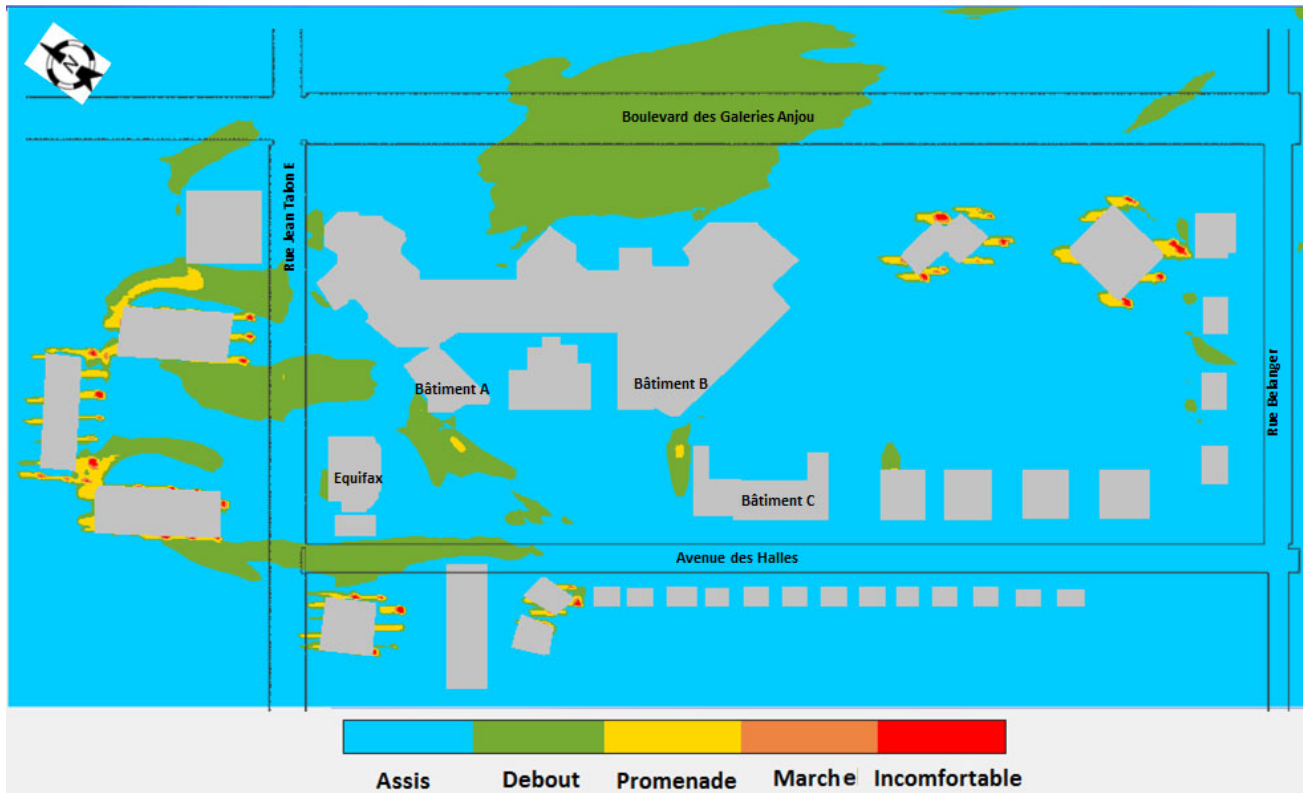 N
Boulevard des Galeries Anjou
Rue Jean Talon E
Bâtiment A
Bâtiment B
Rue Belanger
Equifax
Bâtiment C
Avenue des Halles
Assis
Debout
Promenade
Marche
Incomfortable